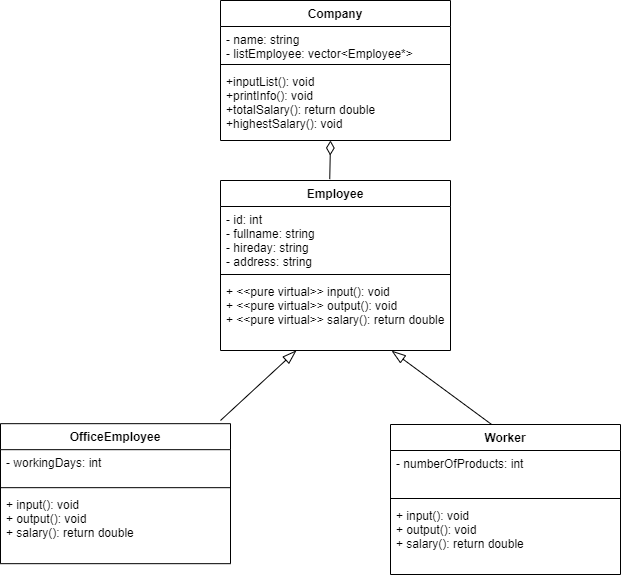 Company
- name: string
- listEmployee: vector<Employee*>
+inputList(): void
+printInfo(): void
+totalSalary(): return double
+highestSalary(): void
Employee
- id: int
- fullname: string
- hireday: string
- address: string
+ <<pure virtual>> input(): void
+ <<pure virtual>> output(): void
+ <<pure virtual>> salary(): return double
OfficeEmployee
- workingDays: int
+ input(): void
+ output(): void
+ salary(): return double
Worker
- numberOfProducts: int
+ input(): void
+ output(): void
+ salary(): return double